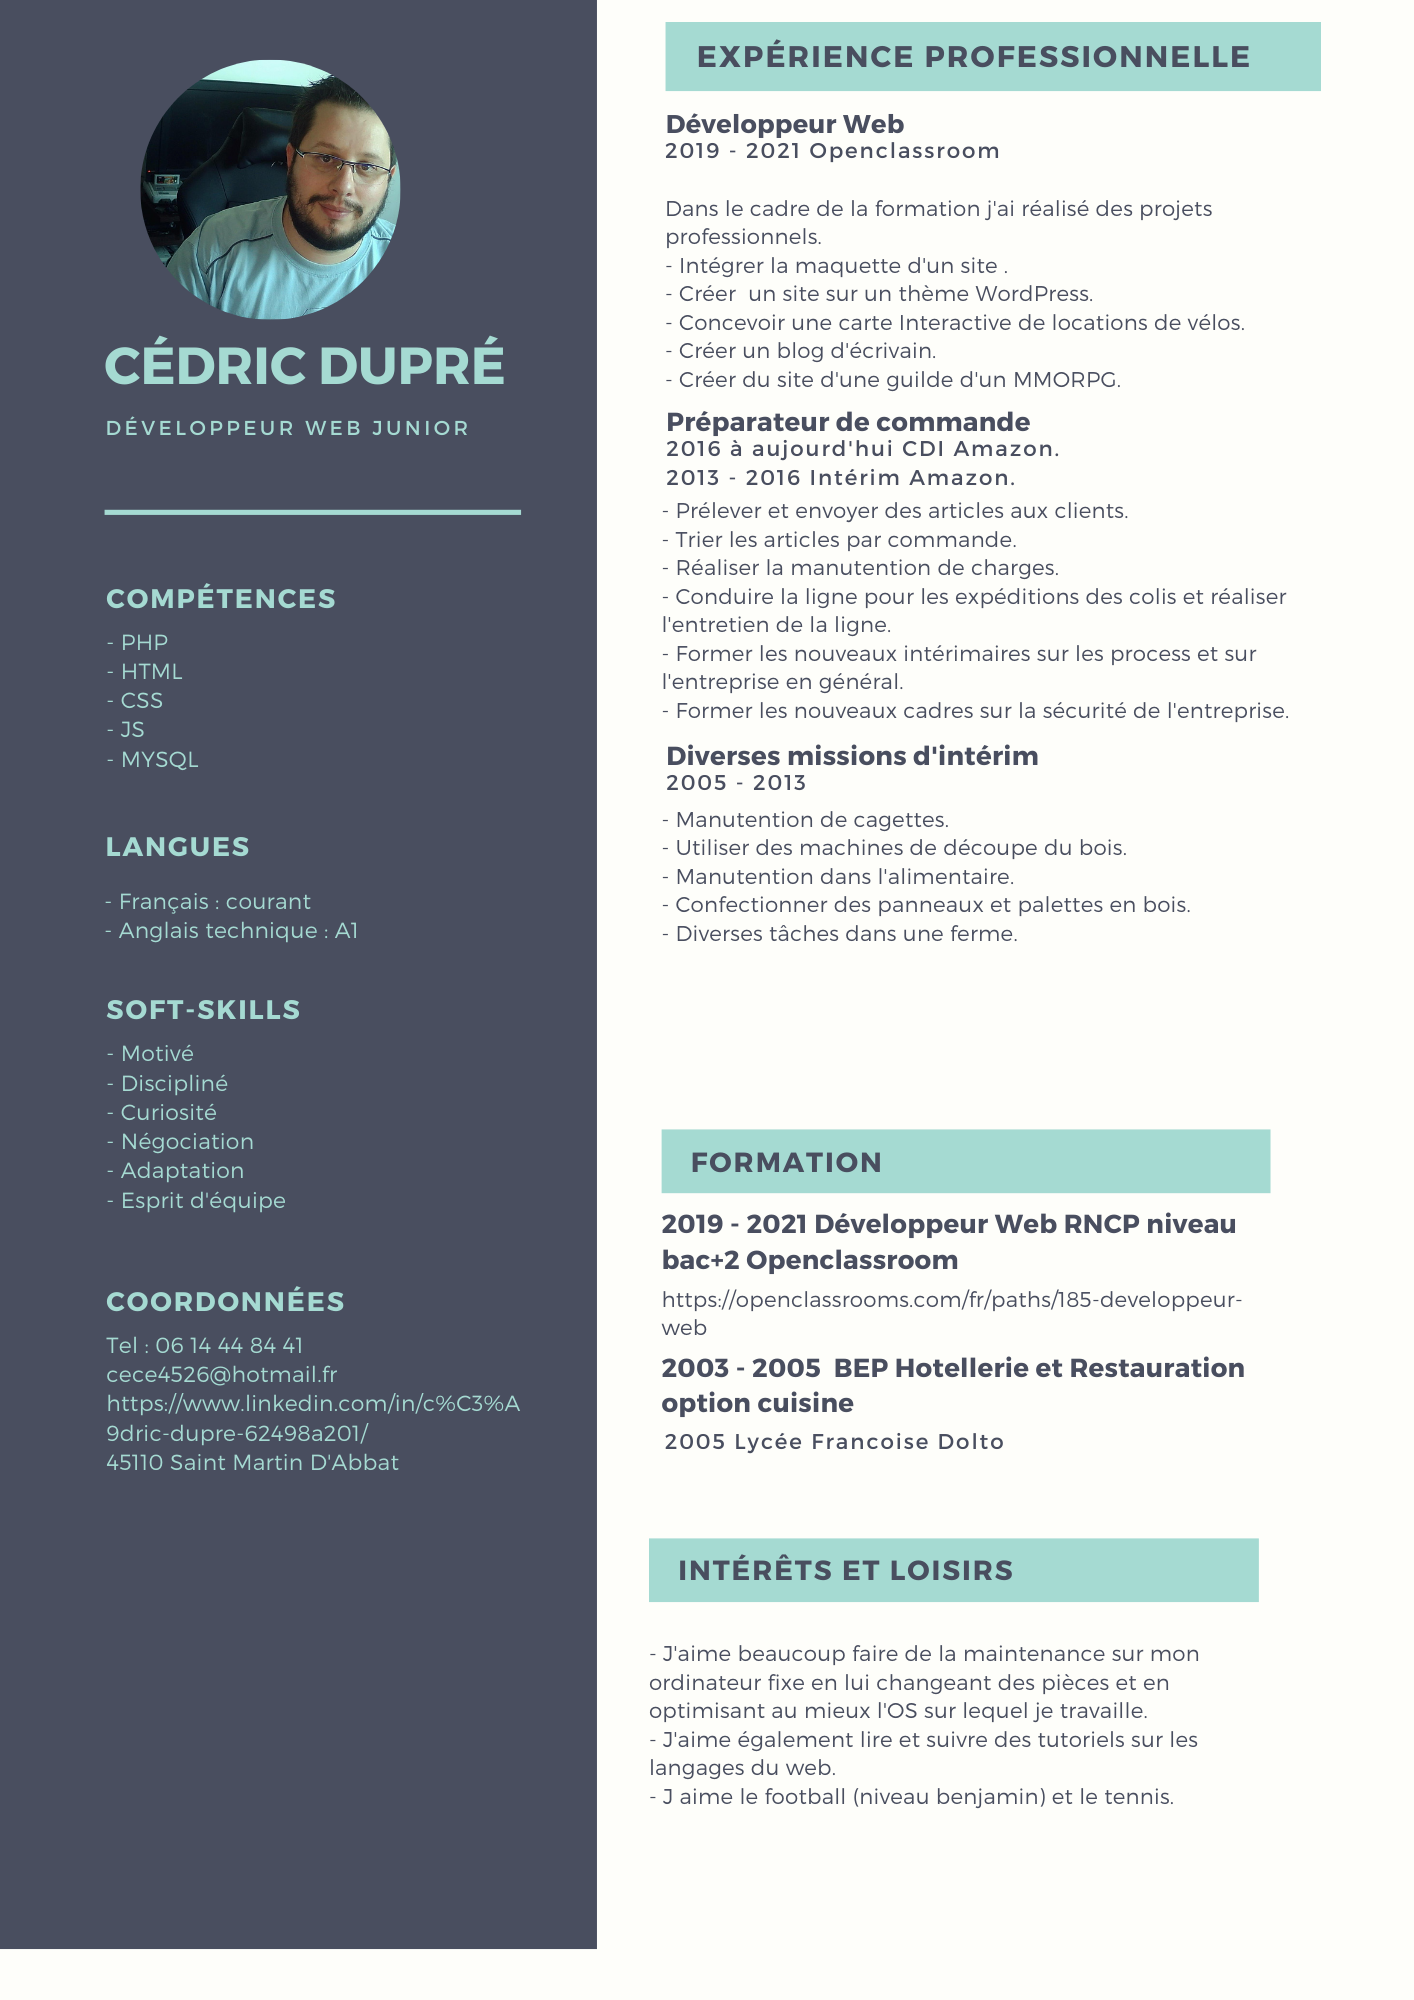 CÉDRIC DUPRÉ
DÉVELOPPEUR WEB JUNIOR
COMPÉTENCES
- PHP
- HTML
- CSS
- JS
- MYSQL
LANGUES
- Français : courant
- Anglais technique : A1
SOFT-SKILLS
- Motivé
- Discipliné
- Curiosité
- Négociation
- Adaptation
- Esprit d'équipe
COORDONNÉES
Tel : 06 14 44 84 41
cece4526@hotmail.fr
https://www.linkedin.com/in/c%C3%A
9dric-dupre-62498a201/
45110 Saint Martin D'Abbat
EXPÉRIENCE PROFESSIONNELLE
Développeur Web
2019 - 2021 Openclassroom
Dans le cadre de la formation j'ai réalisé des projets
professionnels.
- Intégrer la maquette d'un site .
- Créer  un site sur un thème WordPress.
- Concevoir une carte Interactive de locations de vélos.
- Créer un blog d'écrivain.
- Créer du site d'une guilde d'un MMORPG.
Préparateur de commande
2016 à aujourd'hui CDI Amazon.
2013 - 2016 Intérim Amazon.
- Prélever et envoyer des articles aux clients.
- Trier les articles par commande.
- Réaliser la manutention de charges.
- Conduire la ligne pour les expéditions des colis et réaliser
l'entretien de la ligne.
- Former les nouveaux intérimaires sur les process et sur
l'entreprise en général.
- Former les nouveaux cadres sur la sécurité de l'entreprise.
Diverses missions d'intérim
2005 - 2013
- Manutention de cagettes.
- Utiliser des machines de découpe du bois.
- Manutention dans l'alimentaire.
- Confectionner des panneaux et palettes en bois.
- Diverses tâches dans une ferme.
FORMATION
2019 - 2021 Développeur Web RNCP niveau
bac+2 Openclassroom
https://openclassrooms.com/fr/paths/185-developpeur-
web
2003 - 2005  BEP Hotellerie et Restauration
option cuisine
2005 Lycée Francoise Dolto
INTÉRÊTS ET LOISIRS
- J'aime beaucoup faire de la maintenance sur mon
ordinateur fixe en lui changeant des pièces et en
optimisant au mieux l'OS sur lequel je travaille.
- J'aime également lire et suivre des tutoriels sur les
langages du web.
- J aime le football (niveau benjamin) et le tennis.